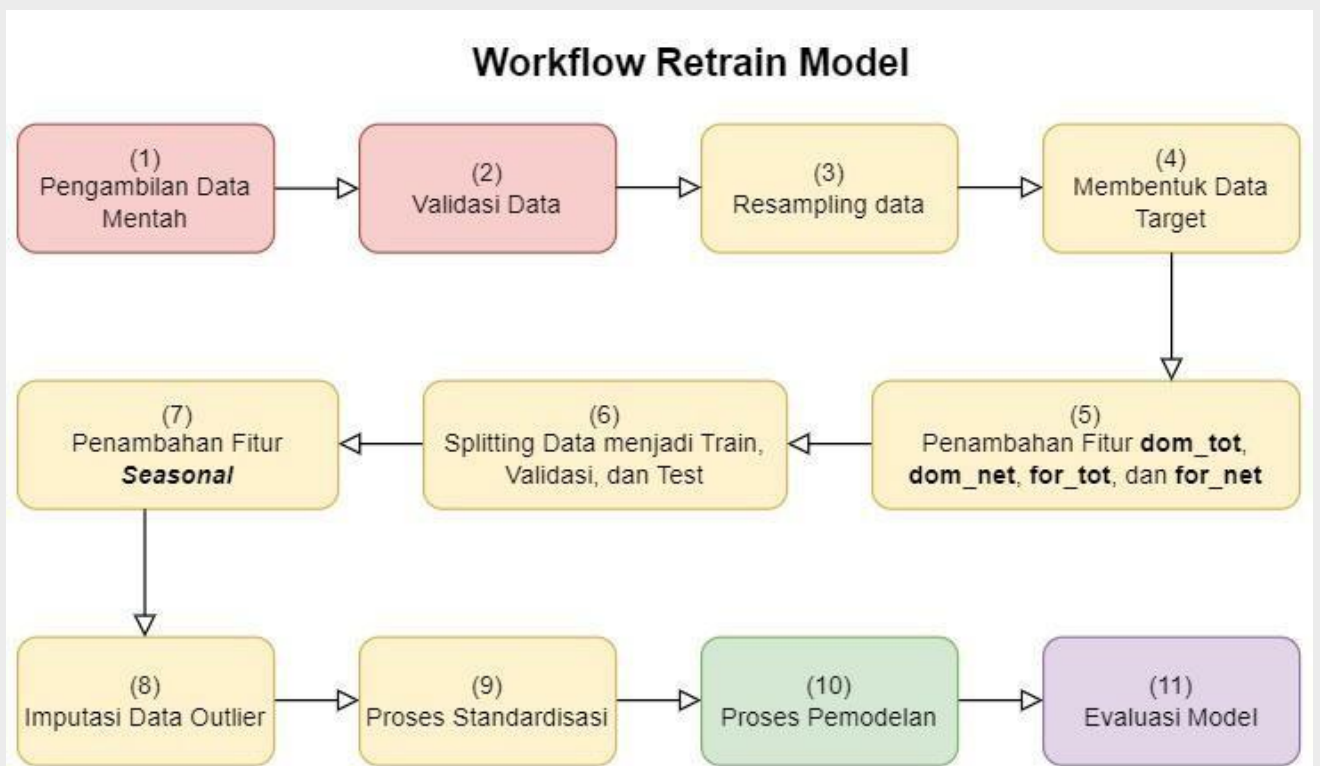 Workflow Retrain Model
(1)
Pengambilan Data
Mentah
(2)
Validasi Data
(3)
Resampling data
(4)
Membentuk Data
Target
(5)
Penambahan Fitur dom_tot,
dom_net, for_tot, dan for_net
(6)
Splitting Data menjadi Train,
Validasi, dan Test
(7)
Penambahan Fitur
Seasonal
(8)
Imputasi Data Outlier
(9)
Proses Standardisasi
(10)
Proses Pemodelan
(11)
Evaluasi Model